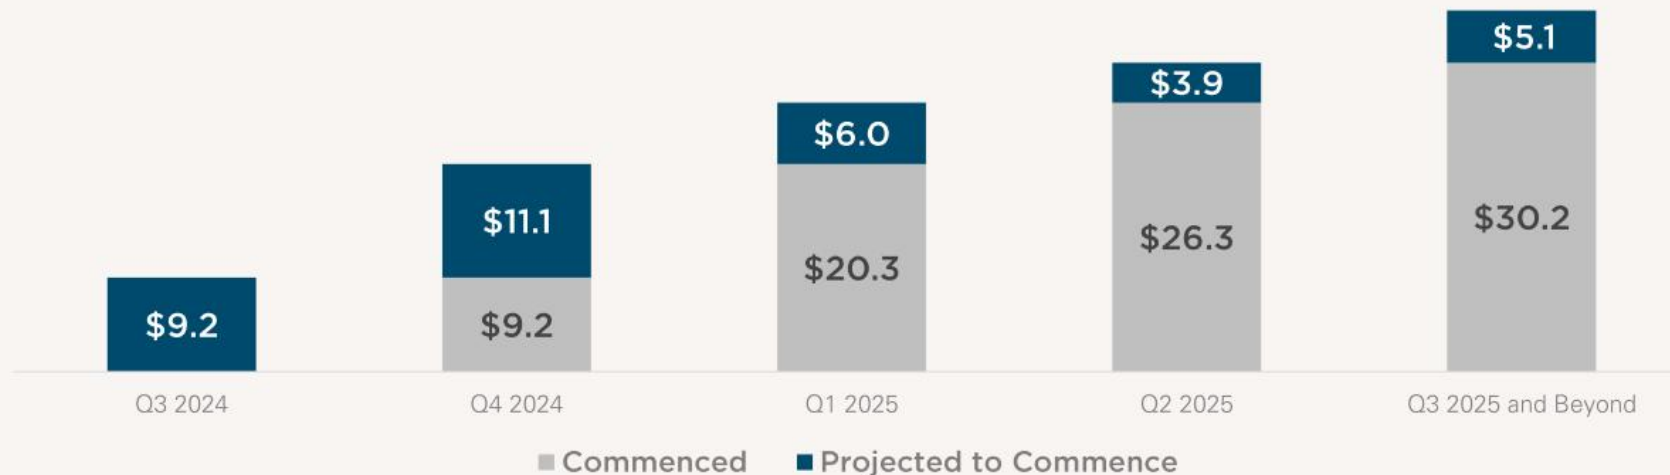 $5.1
$3.9
$6.0
$30.2
$11.1
$26.3
$20.3
$9.2
$9.2
Q3 2024
Q4 2024
Q1 2025
Q2 2025
Q3 2025 and Beyond
Commenced
Projected to Commence